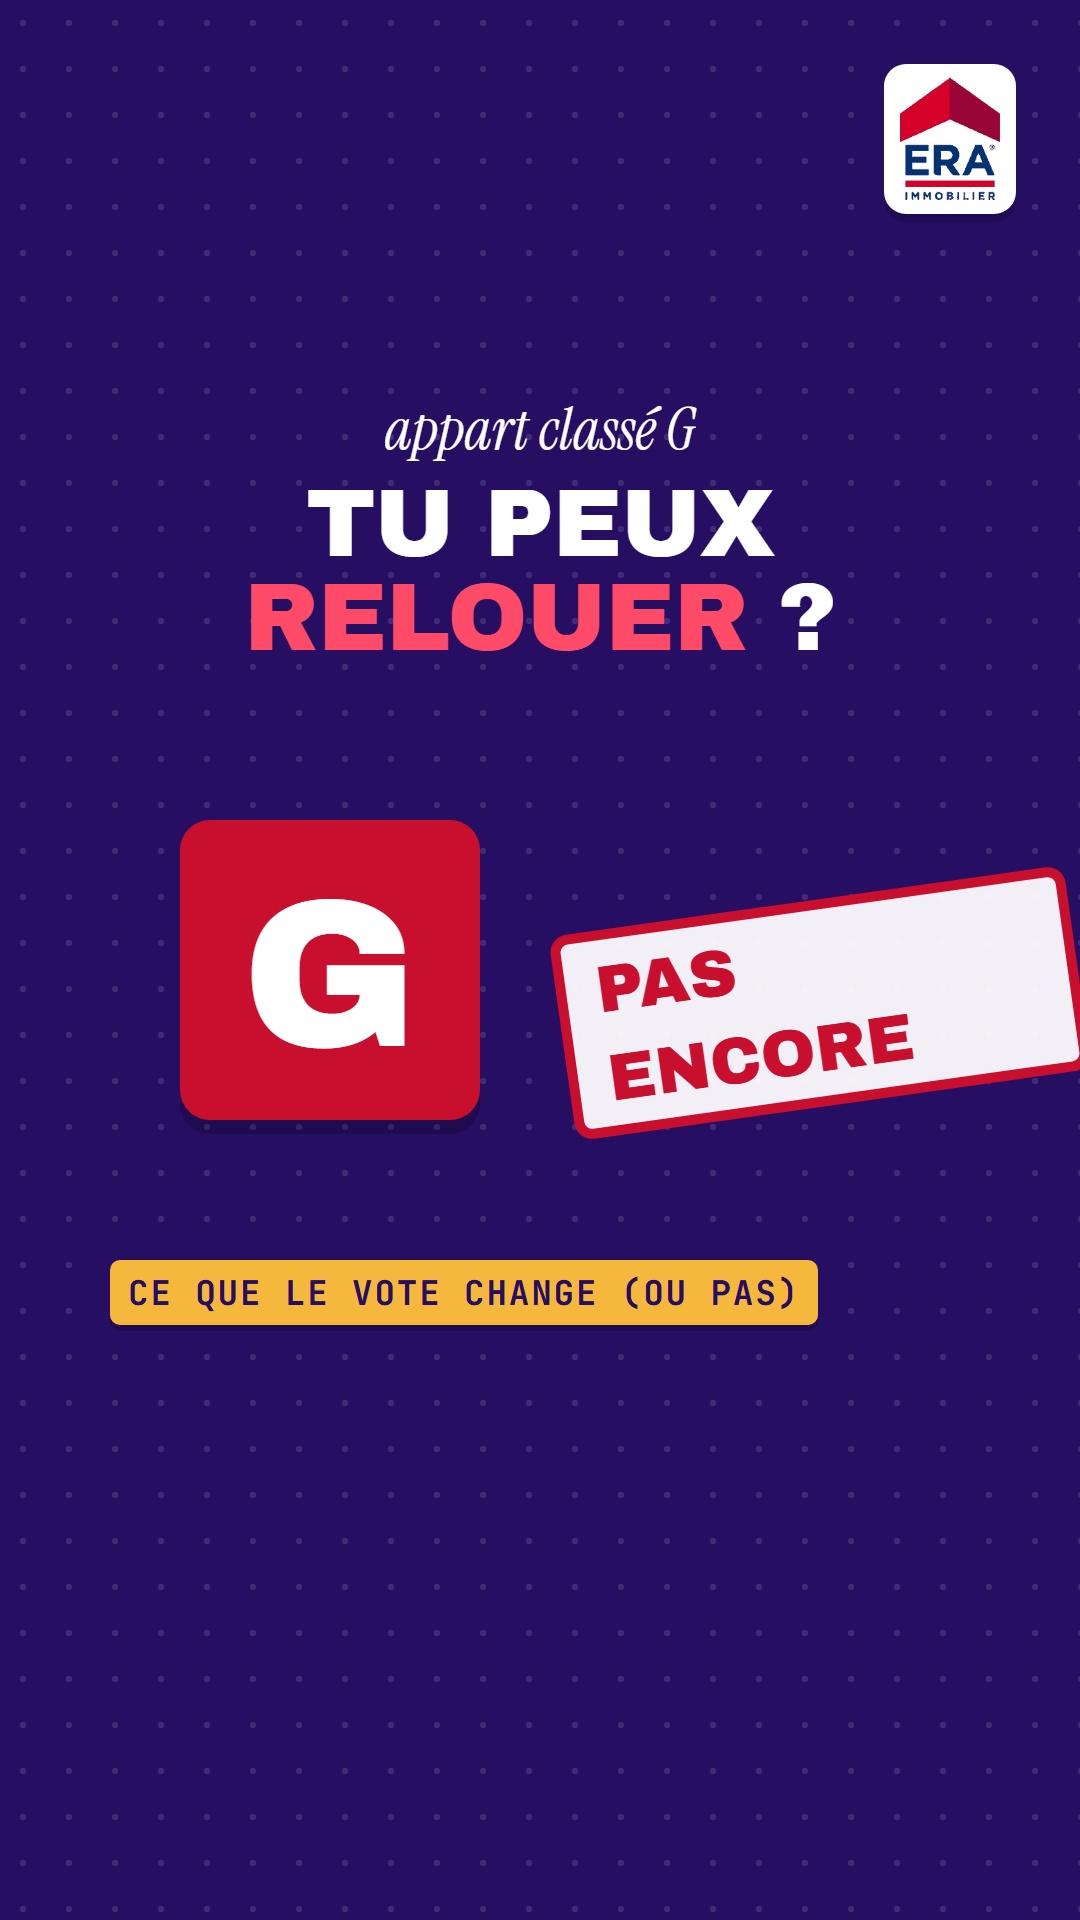 ERA
IMMOBILIER
appart classé G
TU PEUX
RELOUER ?
G
PAS
ENCORE
CE QUE LE VOTE CHANGE (OU PAS)